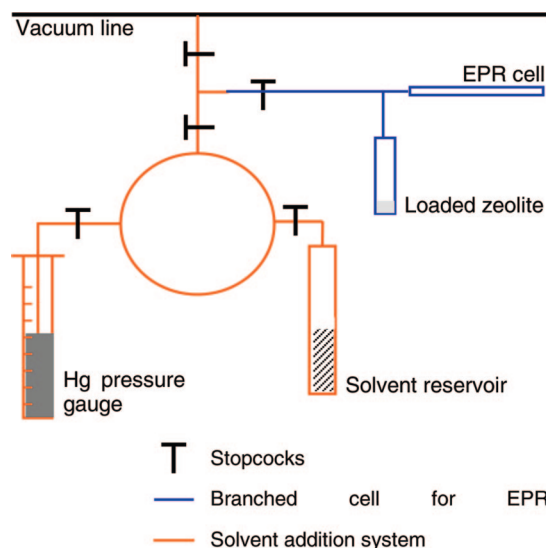 Vacuum line
EPR cell
Loaded zeolite
Hg pressure
gauge
Solvent reservoir
Stopcocks
Branched cell for EPR
Solvent addition system